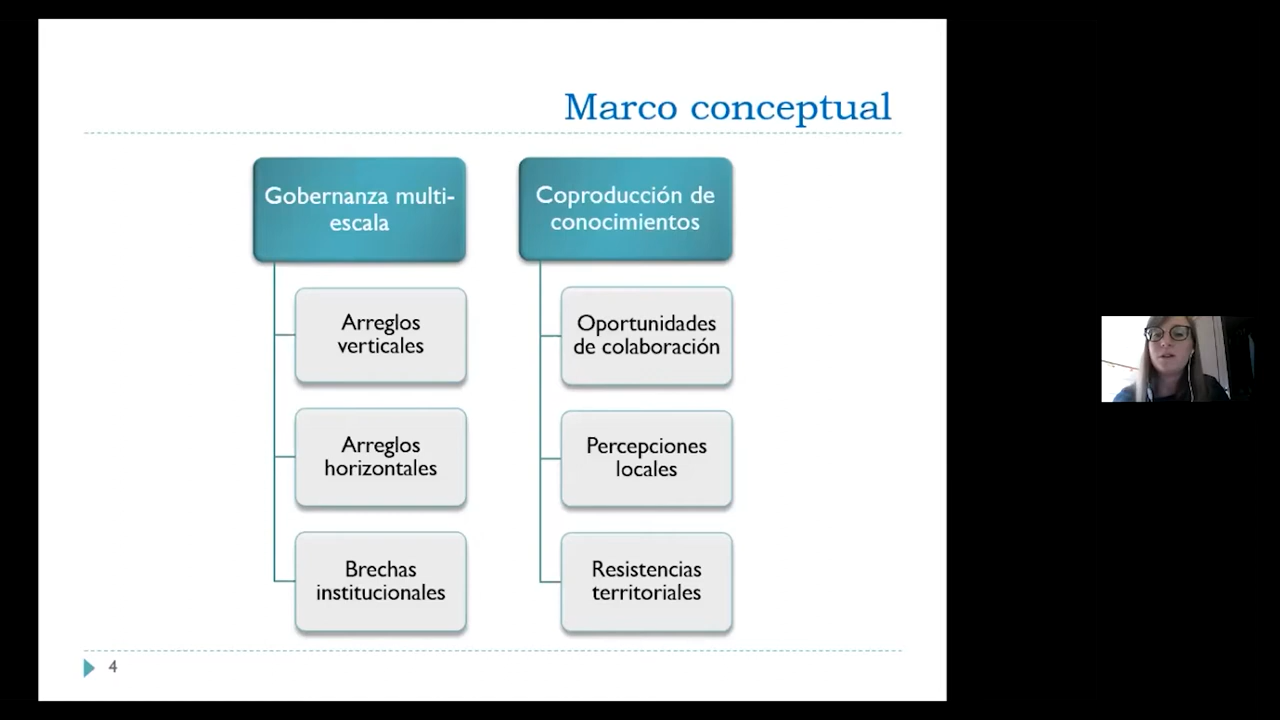 Marco conceptual
Gobernanza multi-
escala
Arreglos
verticales
Arreglos
horizontales
Brechas
institucionales
Coproducción de
conocimientos
Oportunidades
de colaboración
Percepciones
locales
Resistencias
territoriales
4